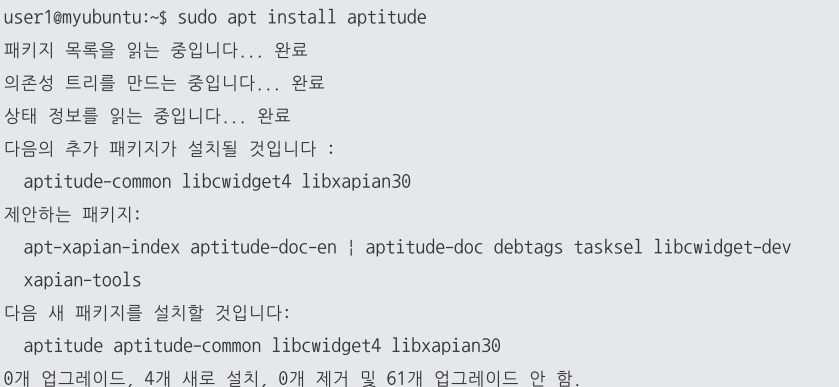 user1@myubuntu:~$ sudo apt install aptitude
패키지 목록을 읽는 중입니다... 완료
의존성 트리를 만드는 중입니다... 완료
상태 정보를 읽는 중입니다... 완료
다음의 추가 패키지가 설치될 것입니다 :
aptitude-common libcwidget4 libxapian30
제안하는 패키지:
apt-xapian-index aptitude-doc-en | aptitude-doc debtags tasksel libcwidget-dev
xapian-tools
다음 새 패키지를 설치할 것입니다:
aptitude aptitude-common libcwidget4 libxapian30
0개 업그레이드, 4개 새로 설치, 0개 제거 및 61개 업그레이드 안 함.